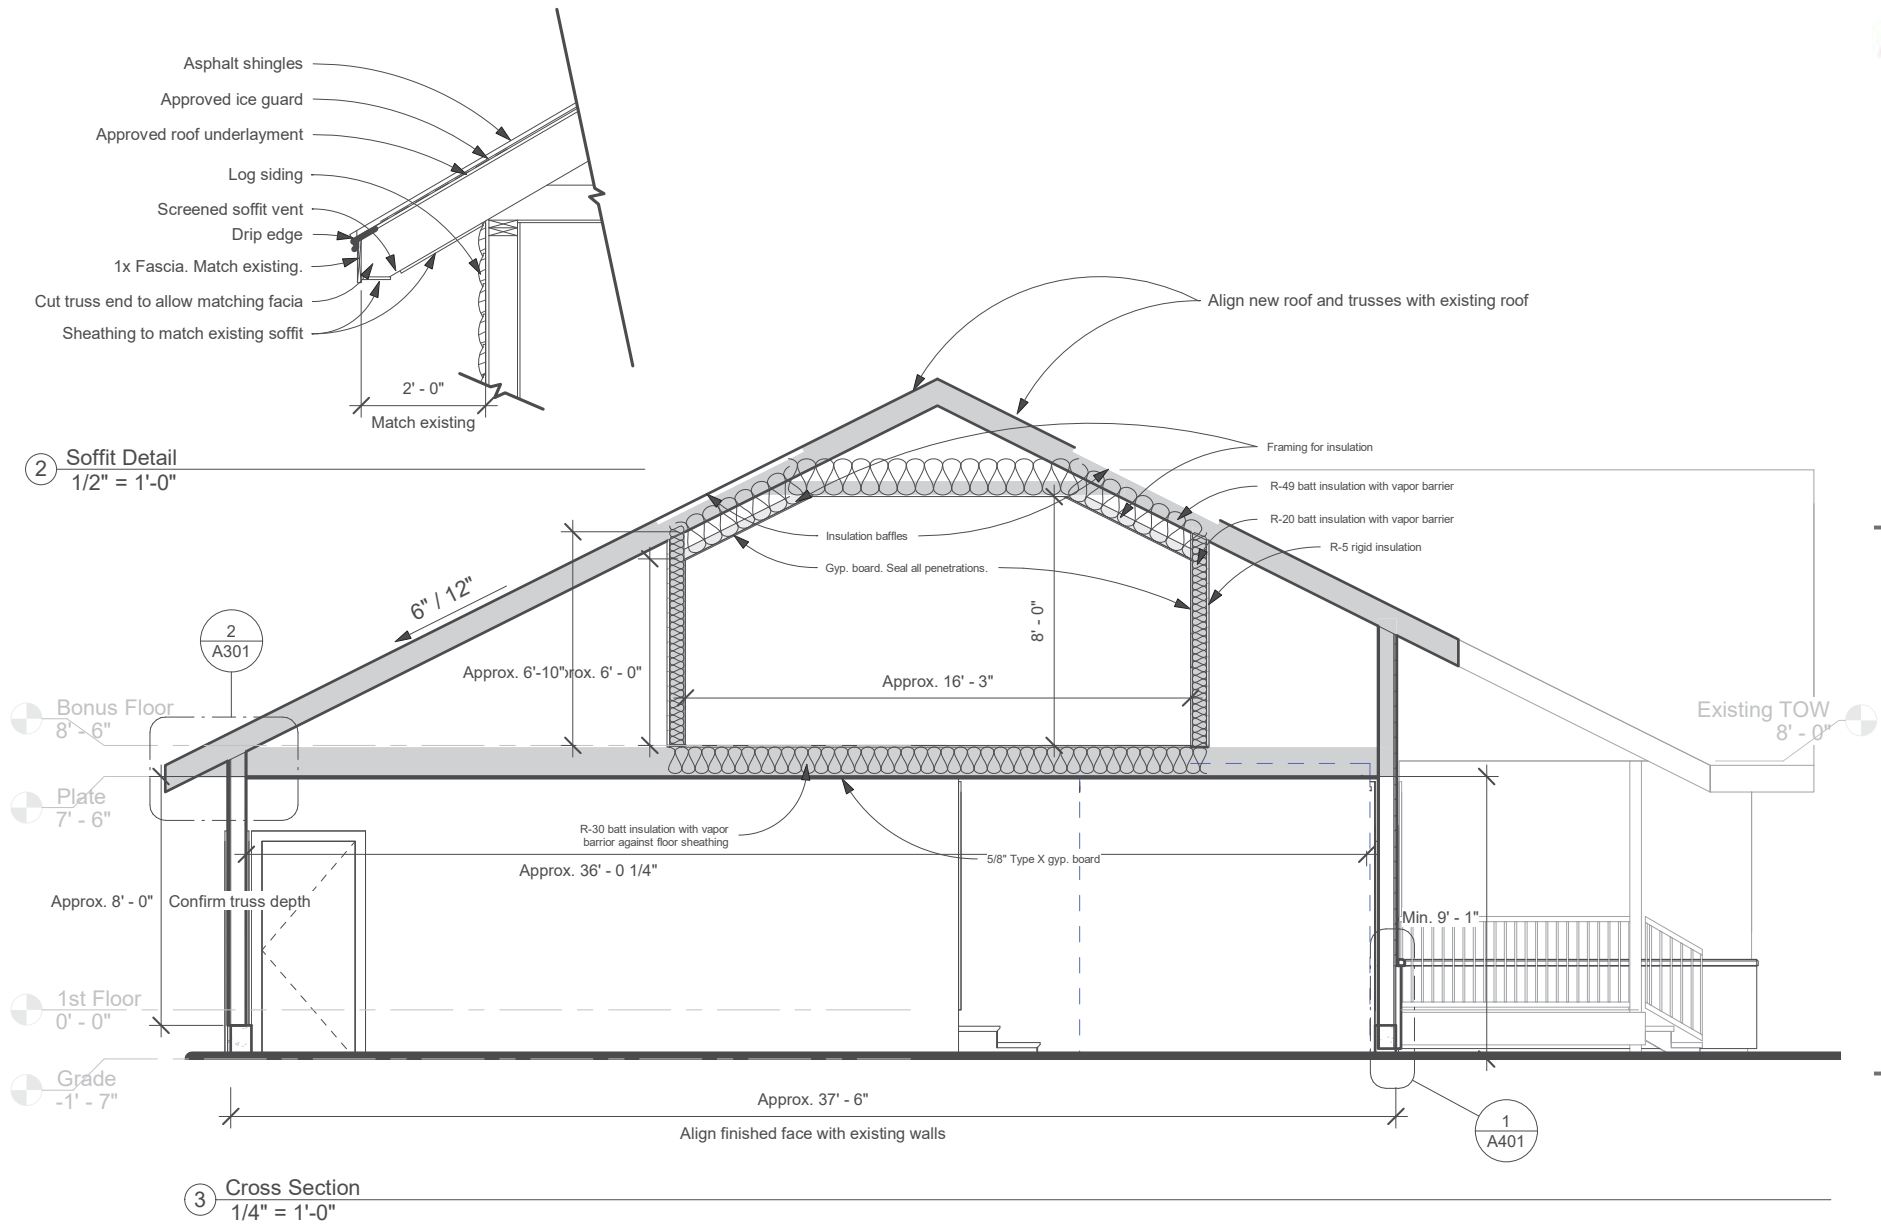 Asphalt shingles
Approved ice guard
Approved roof underlayment
Log siding
Screened soffit vent
Drip edge
1x Fascia. Match existing.
Cut truss end to allow matching facia
Sheathing to match existing soffit
2' - 0"
Match existing
2
Soffit Detail
1/2" = 1'-0"
Align new roof and trusses with existing roof
Framing for insulation
R-49 batt insulation with vapor barrier
R-20 batt insulation with vapor barrier
R-5 rigid insulation
Insulation baffles
Gyp. board. Seal all penetrations.
6" / 12"
8' - 0"
2
A301
Approx. 6'-10"
rox. 6' - 0"
Approx. 16' - 3"
Bonus Floor
8' - 6"
Existing TOW
8' - 0"
Plate
7' - 6"
R-30 batt insulation with vapor
barrier against floor sheathing
5/8" Type X gyp. board
Approx. 36' - 0 1/4"
Approx. 8' - 0"
Confirm truss depth
Min. 9' - 1"
1st Floor
0' - 0"
Grade
-1' - 7"
Approx. 37' - 6"
Align finished face with existing walls
1
A401
3
Cross Section
1/4" = 1'-0"